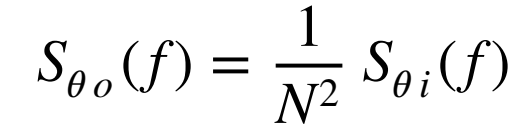 S_{θo}(f) = \frac{1}{N^2} S_{θi}(f)